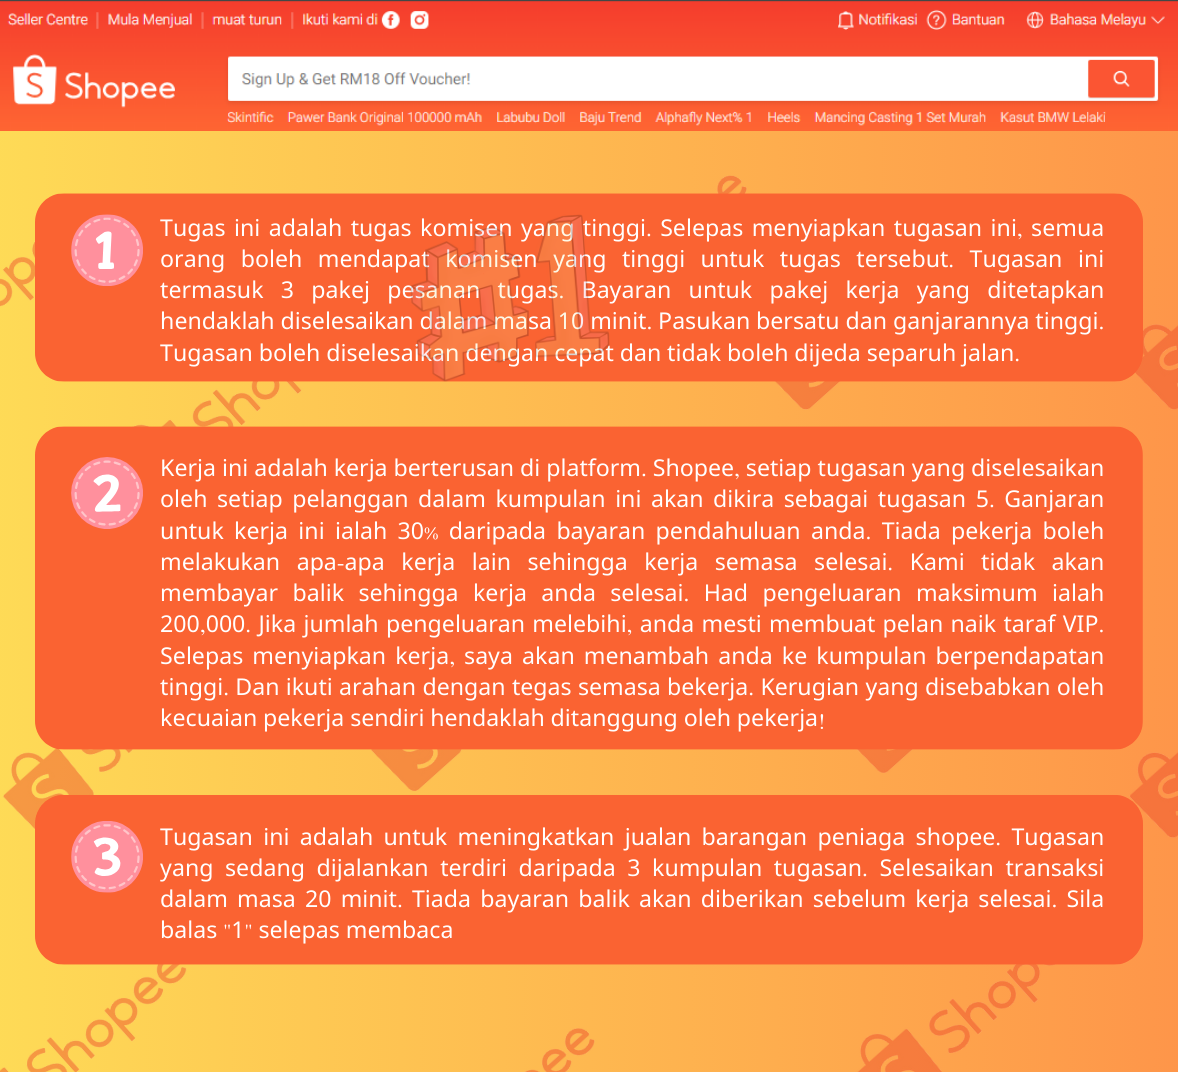 Seller Centre | Mula Menjual | muat turun | Ikuti kami di
Notifikasi Bantuan Bahasa Melayu
Shopee
Sign Up & Get RM18 Off Voucher!
Skintific Pawer Bank Original 100000 mAh Labubu Doll Baju Trend Alphafly Next% 1 Heels Mancing Casting 1 Set Murah Kasut BMW Lelaki
#1
1
Tugas ini adalah tugas komisen yang tinggi. Selepas menyiapkan tugasan ini, semua
orang boleh mendapat komisen yang tinggi untuk tugas tersebut. Tugasan ini
termasuk 3 pakej pesanan tugas. Bayaran untuk pakej kerja yang ditetapkan
hendaklah diselesaikan dalam masa 10 minit. Pasukan bersatu dan ganjarannya tinggi.
Tugasan boleh diselesaikan dengan cepat dan tidak boleh dijeda separuh jalan.
2
Kerja ini adalah kerja berterusan di platform. Shopee, setiap tugasan yang diselesaikan
oleh setiap pelanggan dalam kumpulan ini akan dikira sebagai tugasan 5. Ganjaran
untuk kerja ini ialah 30% daripada bayaran pendahuluan anda. Tiada pekerja boleh
melakukan apa-apa kerja lain sehingga kerja semasa selesai. Kami tidak akan
membayar balik sehingga kerja anda selesai. Had pengeluaran maksimum ialah
200,000. Jika jumlah pengeluaran melebihi, anda mesti membuat pelan naik taraf VIP.
Selepas menyiapkan kerja, saya akan menambah anda ke kumpulan berpendapatan
tinggi. Dan ikuti arahan dengan tegas semasa bekerja. Kerugian yang disebabkan oleh
kecuaian pekerja sendiri hendaklah ditanggung oleh pekerja!
3
Tugasan ini adalah untuk meningkatkan jualan barangan peniaga shopee. Tugasan
yang sedang dijalankan terdiri daripada 3 kumpulan tugasan. Selesaikan transaksi
dalam masa 20 minit. Tiada bayaran balik akan diberikan sebelum kerja selesai. Sila
balas "1" selepas membaca
Shopee